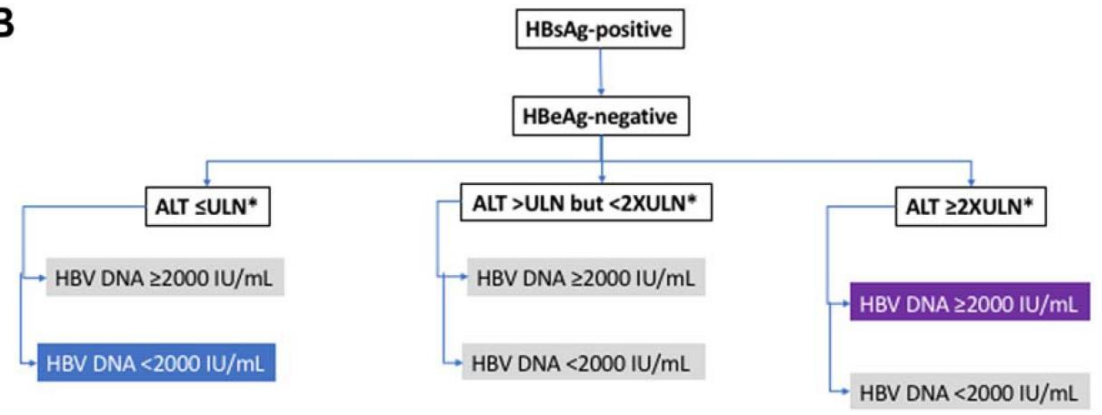 B
HBsAg-positive
HBeAg-negative
ALT ≤ULN*
HBV DNA ≥2000 IU/mL
HBV DNA <2000 IU/mL
ALT >ULN but <2XULN*
HBV DNA ≥2000 IU/mL
HBV DNA <2000 IU/mL
ALT ≥2XULN*
HBV DNA ≥2000 IU/mL
HBV DNA <2000 IU/mL